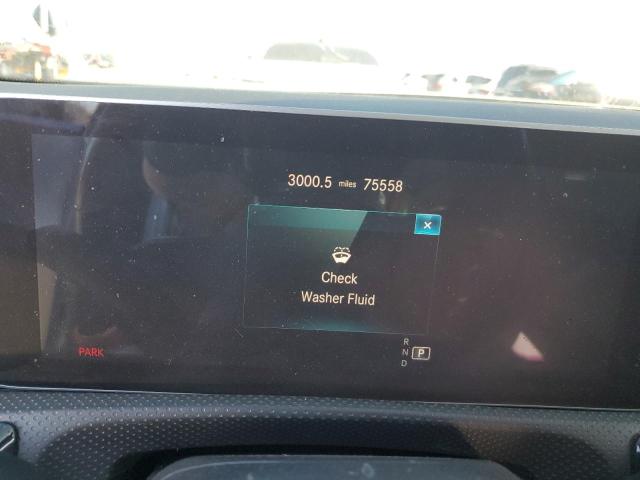 3000.5 miles 75558
×
Check
Washer Fluid
PARK
R
N P
D